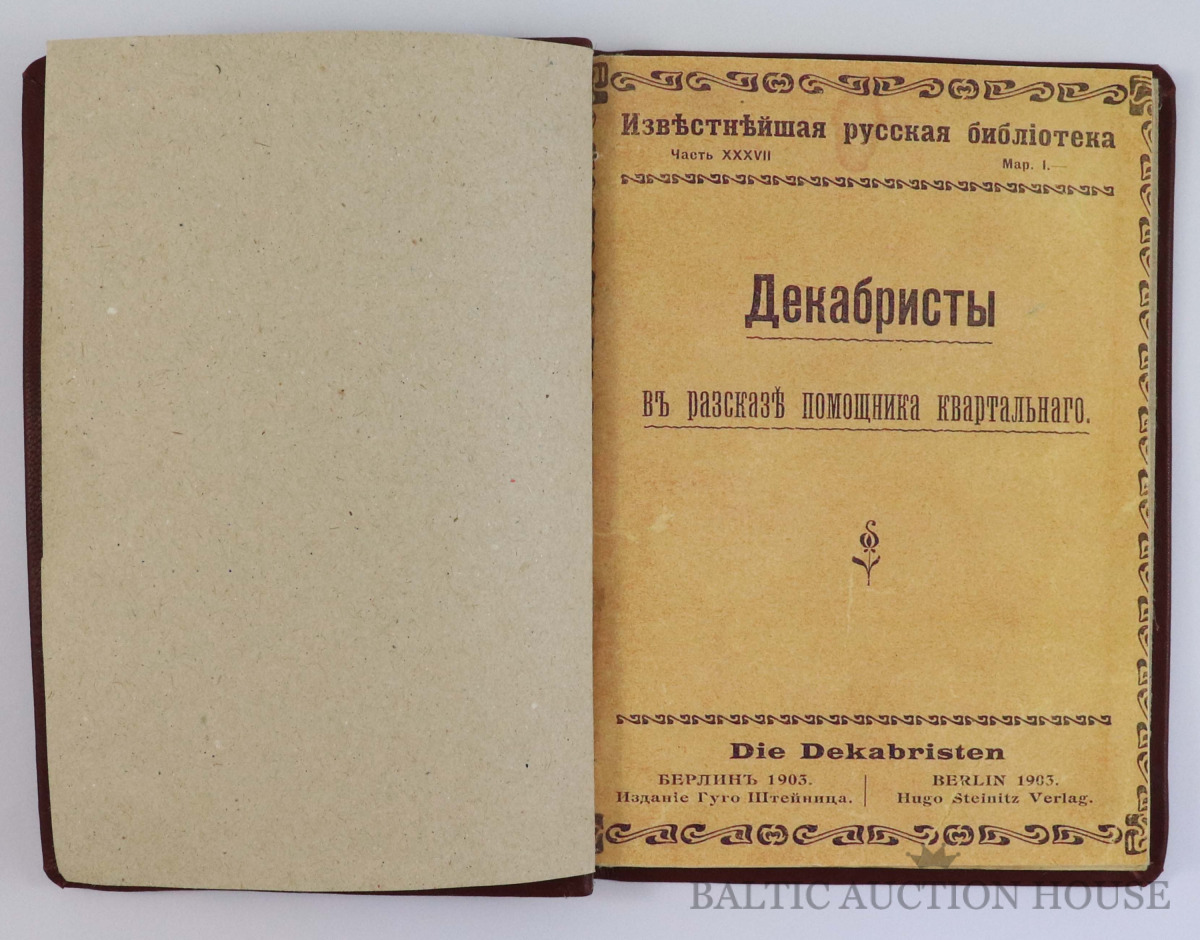 Извѣстнѣйшая русская библіотека
Часть XXXVII
Мар. I.—
Декабристы
въ разсказѣ помощника квартальнаго.
Die Dekabristen
БЕРЛИНЪ 1903.
Изданіе Гуго Штейница.
BERLIN 1903.
Hugo Steinitz Verlag.
BALTIC AUCTION HOUSE